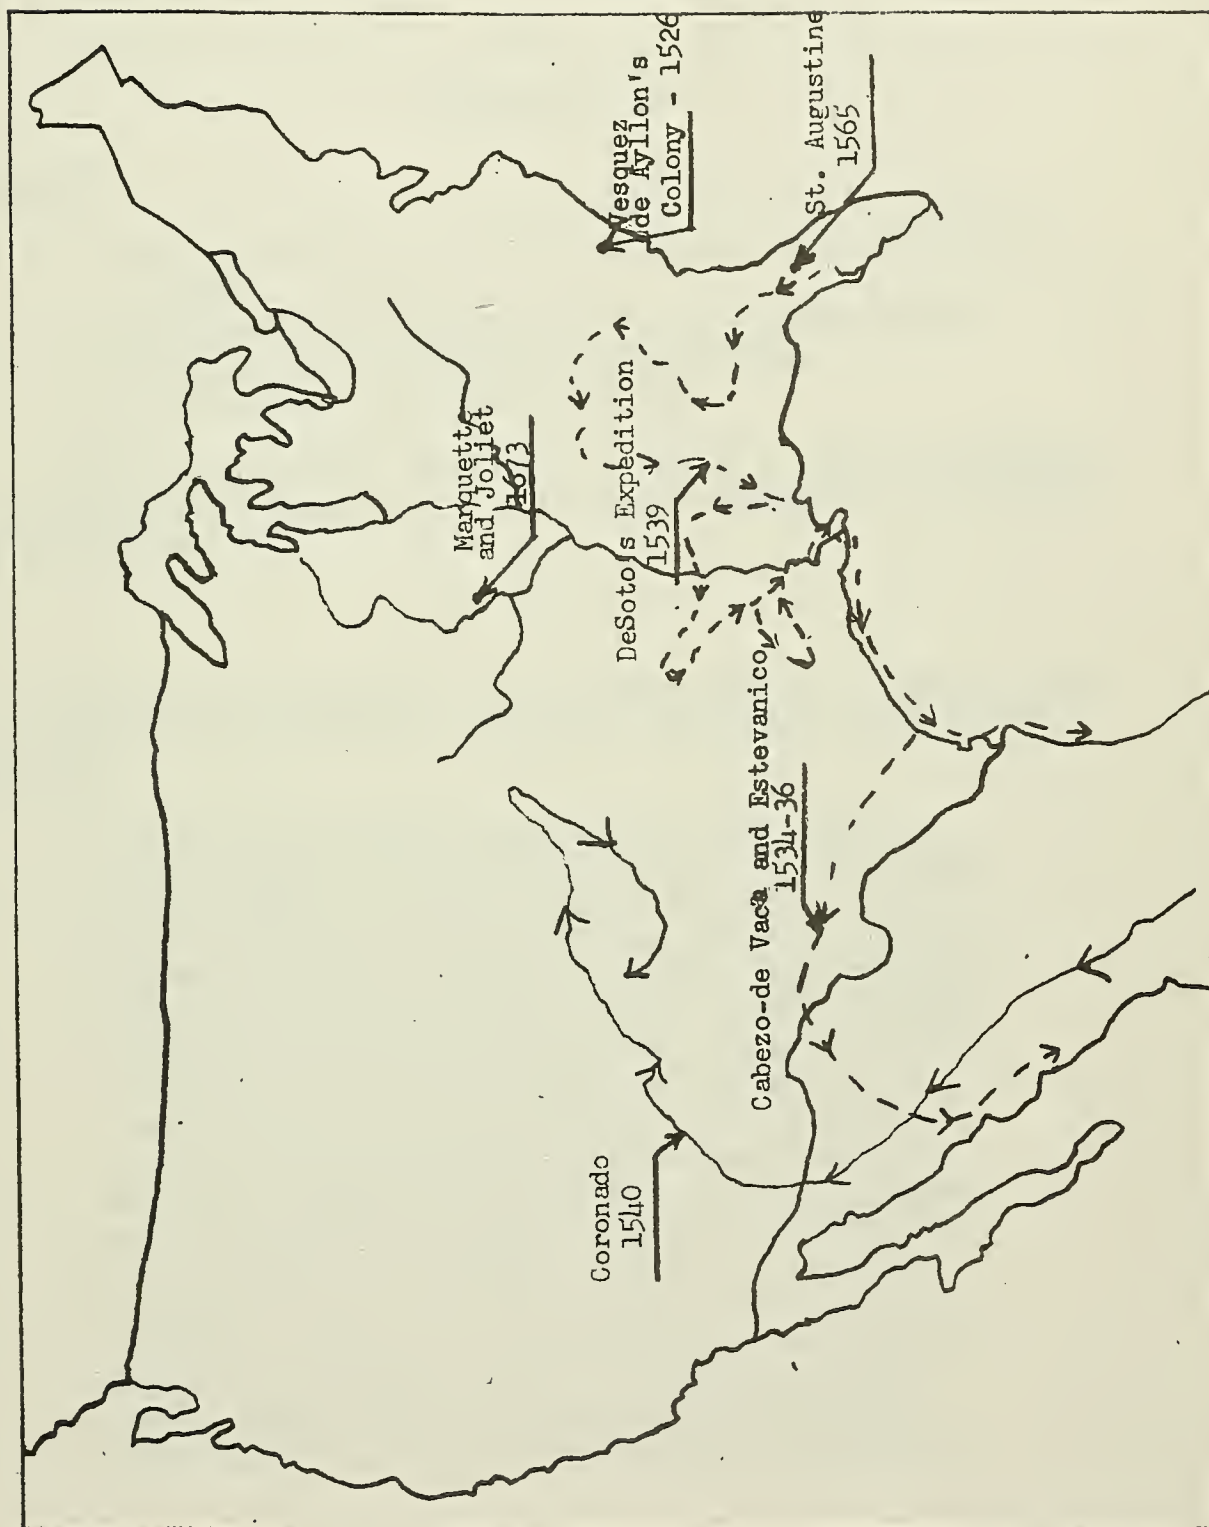 Vesquez
de Ayllon's
Colony - 1526
St. Augustine
1565
Marquette
and Joliet
1673
DeSoto's Expedition
1539
Cabezo-de Vaca and Estevanico
1534-36
Coronado
1540